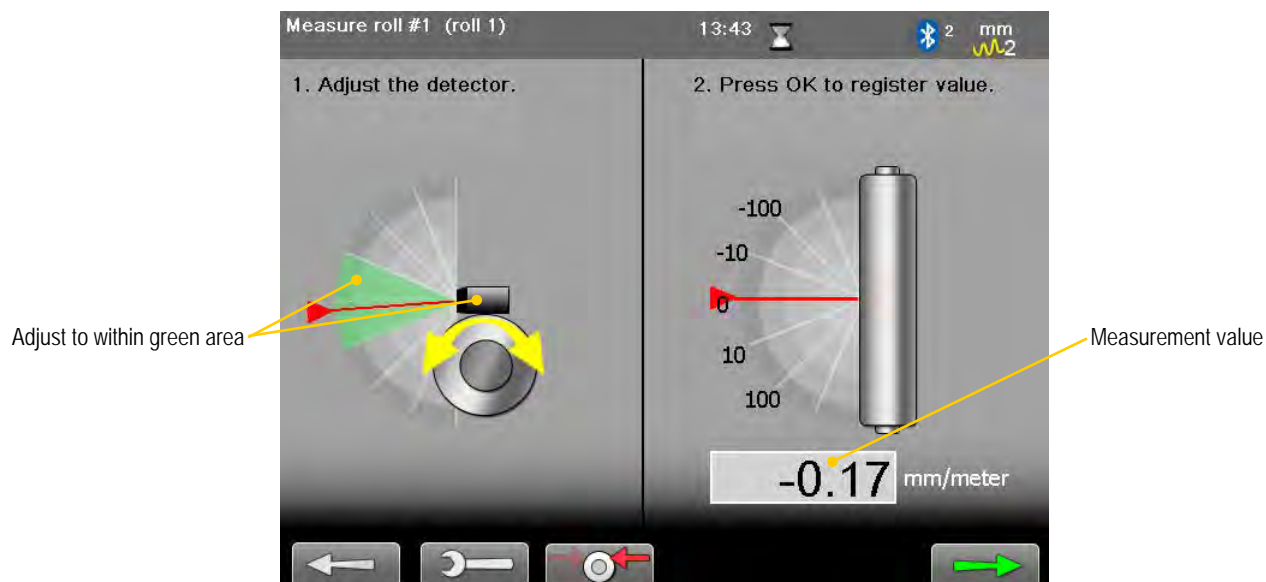 Measure roll #1 (roll 1)
13:43
2
mm
2
1. Adjust the detector.
2. Press OK to register value.
-100
-10
0
10
100
Adjust to within green area
Measurement value
-0.17 mm/meter